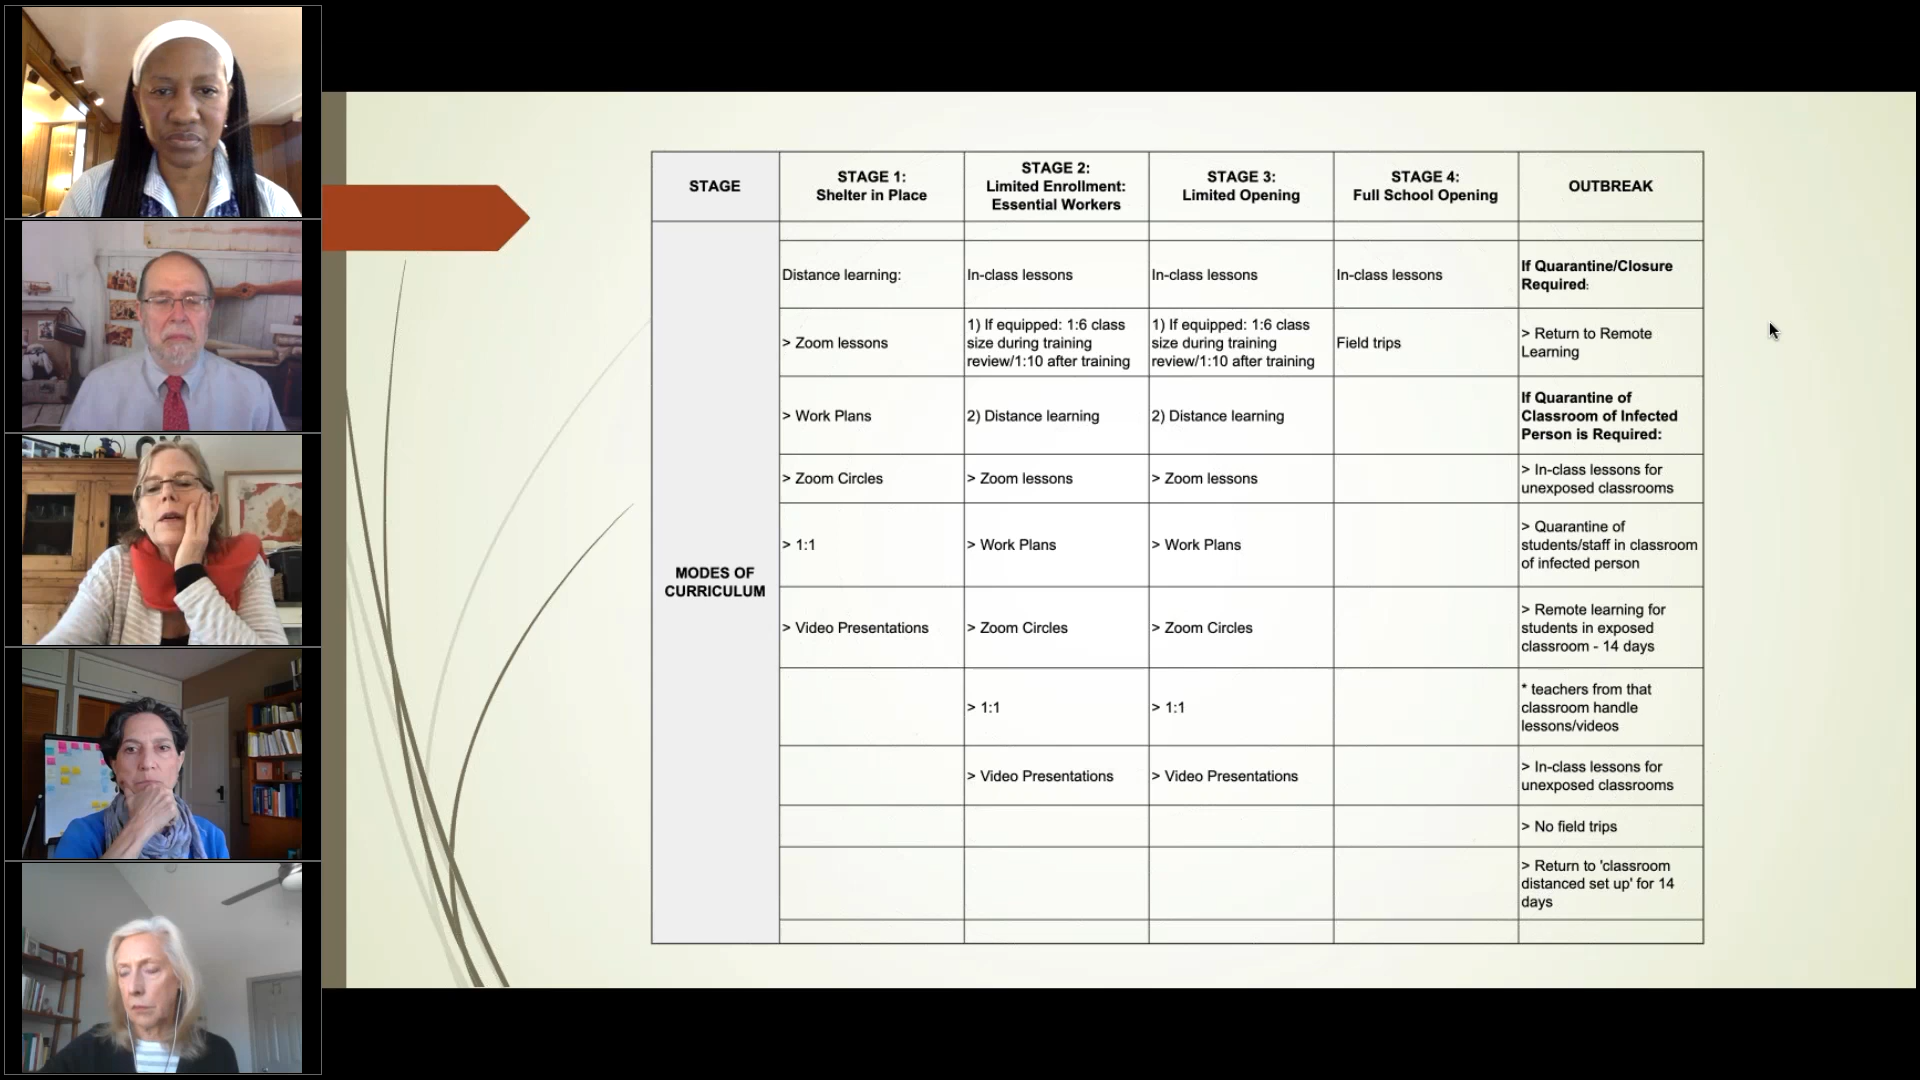 STAGE
STAGE 1:
Shelter in Place
STAGE 2:
Limited Enrollment:
Essential Workers
STAGE 3:
Limited Opening
STAGE 4:
Full School Opening
OUTBREAK
MODES OF
CURRICULUM
Distance learning:
In-class lessons
In-class lessons
In-class lessons
If Quarantine/Closure
Required:
> Zoom lessons
1) If equipped: 1:6 class
size during training
review/1:10 after training
1) If equipped: 1:6 class
size during training
review/1:10 after training
Field trips
> Return to Remote
Learning
> Work Plans
2) Distance learning
2) Distance learning
If Quarantine of
Classroom of Infected
Person is Required:
> Zoom Circles
> Zoom lessons
> Zoom lessons
> In-class lessons for
unexposed classrooms
> 1:1
> Work Plans
> Work Plans
> Quarantine of
students/staff in classroom
of infected person
> Video Presentations
> Zoom Circles
> Zoom Circles
> Remote learning for
students in exposed
classroom - 14 days
> 1:1
> 1:1
* teachers from that
classroom handle
lessons/videos
> Video Presentations
> Video Presentations
> In-class lessons for
unexposed classrooms
> No field trips
> Return to 'classroom
distanced set up' for 14
days